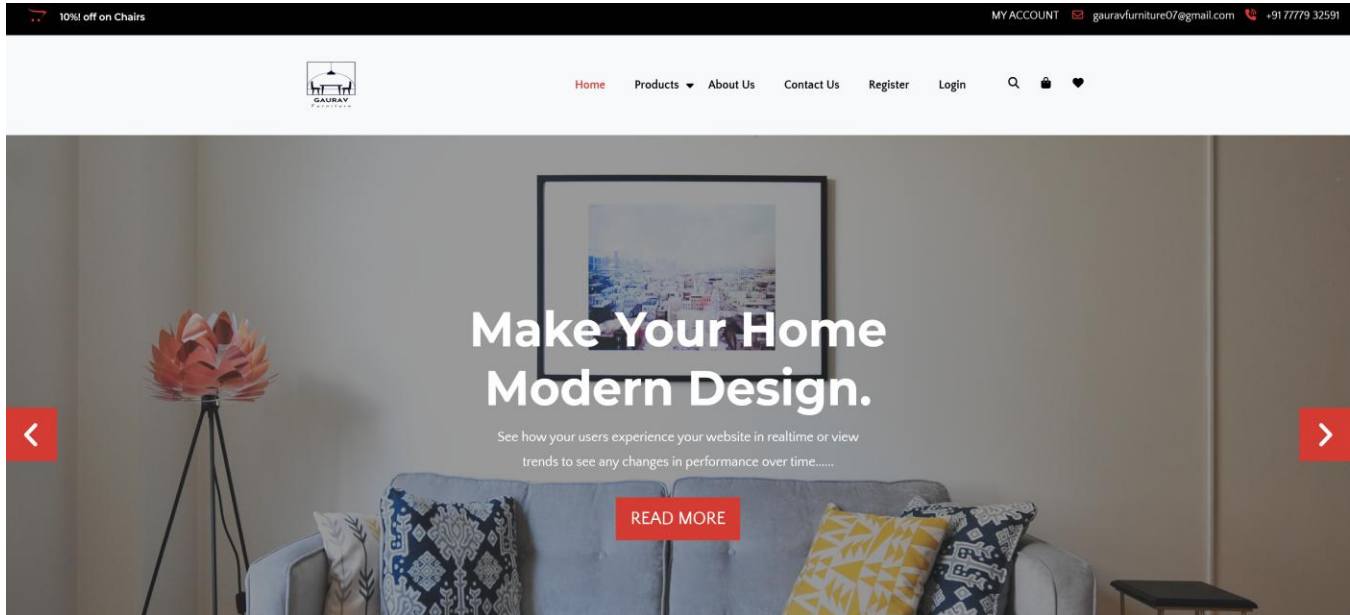 10%! off on Chairs
MY ACCOUNT gauravfurniture07@gmail.com +91 77779 32591
GAURAV
Furniture
Home Products About Us Contact Us Register Login
Make Your Home
Modern Design.
See how your users experience your website in realtime or view
trends to see any changes in performance over time......
READ MORE